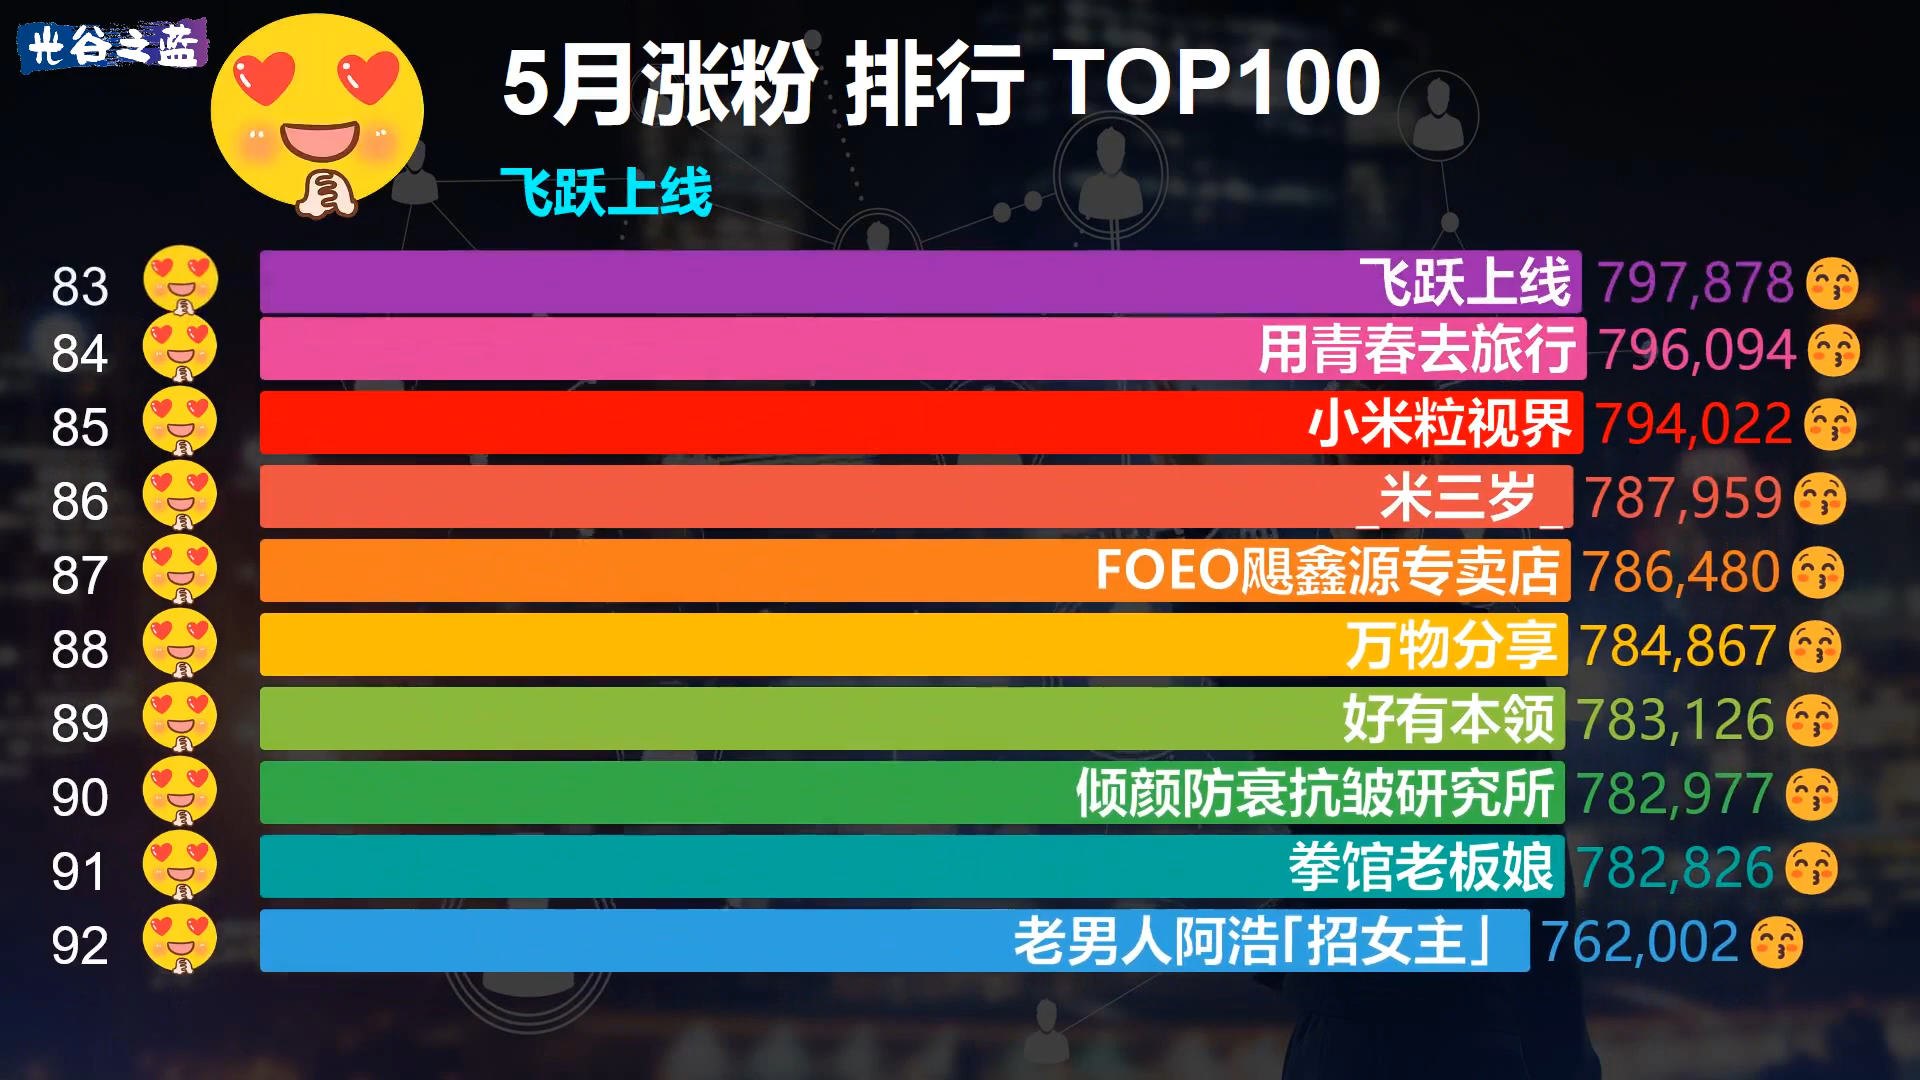 光谷之蓝
5月涨粉 排行 TOP100
飞跃上线
83 飞跃上线 797,878
84 用青春去旅行 796,094
85 小米粒视界 794,022
86 _米三岁_ 787,959
87 FOEO飓鑫源专卖店 786,480
88 万物分享 784,867
89 好有本领 783,126
90 倾颜防衰抗皱研究所 782,977
91 拳馆老板娘 782,826
92 老男人阿浩「招女主」 762,002